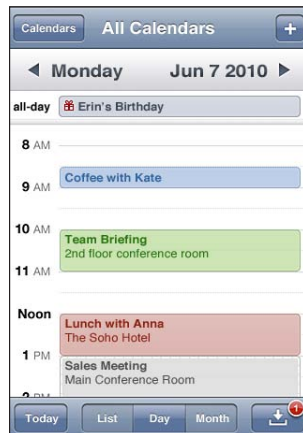 Calendars
All Calendars
+
Monday
Jun 7 2010
all-day
Erin's Birthday
8 AM
Coffee with Kate
9 AM
10 AM
Team Briefing
2nd floor conference room
11 AM
Noon
Lunch with Anna
The Soho Hotel
1 PM
Sales Meeting
Main Conference Room
2 PM
Today
List
Day
Month
1